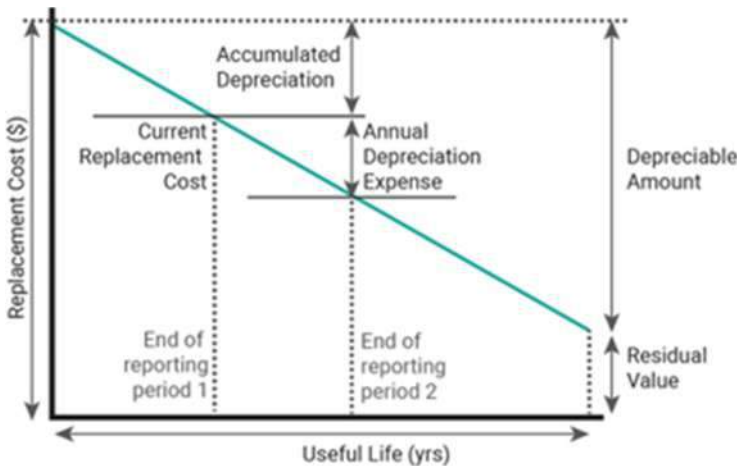 Replacement Cost ($)
Accumulated
Depreciation
Current
Replacement
Cost
Annual
Depreciation
Expense
Depreciable
Amount
End of
reporting
period 1
End of
reporting
period 2
Residual
Value
Useful Life (yrs)